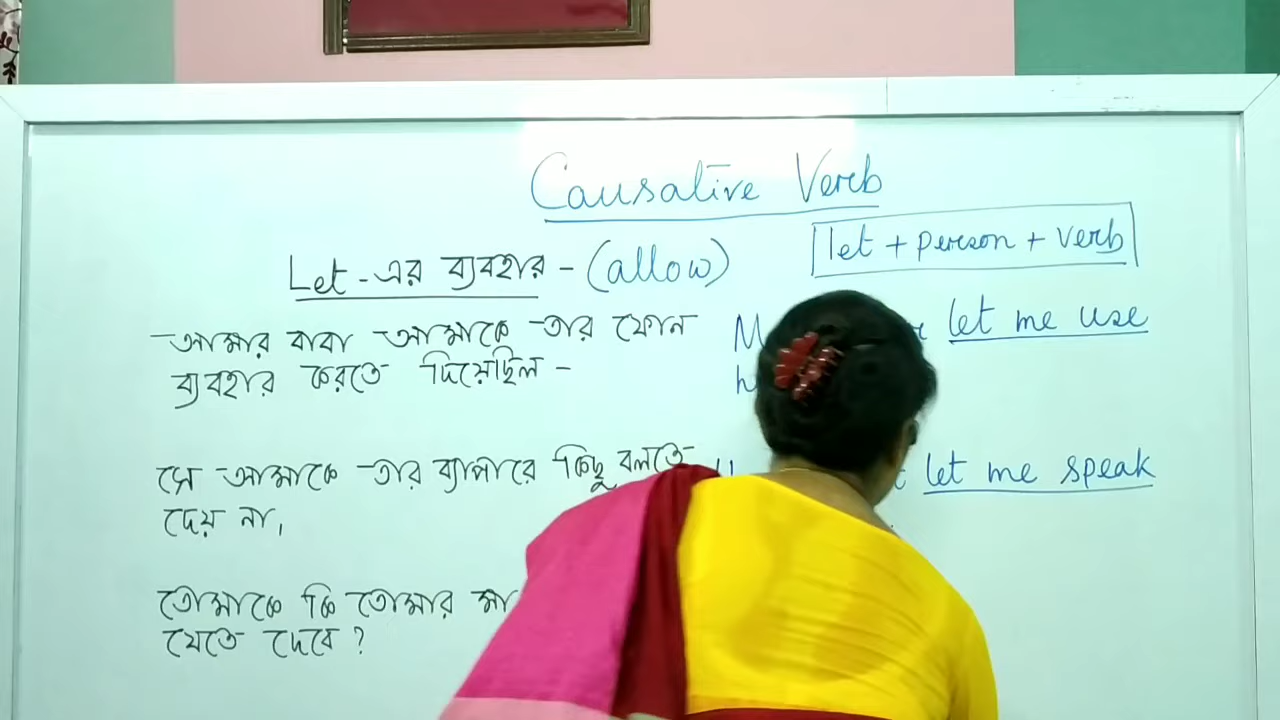 Causative Verb
let + person + verb
Let - এর ব্যবহার - (allow)
আমার বাবা আমাকে তার ফোন
ব্যবহার করতে দিয়েছিল -
let me use
সে আমাকে তার ব্যাপারে কিছু বলতে
দেয় না,
let me speak
তোমাকে কি তোমার
যেতে দেবে ?